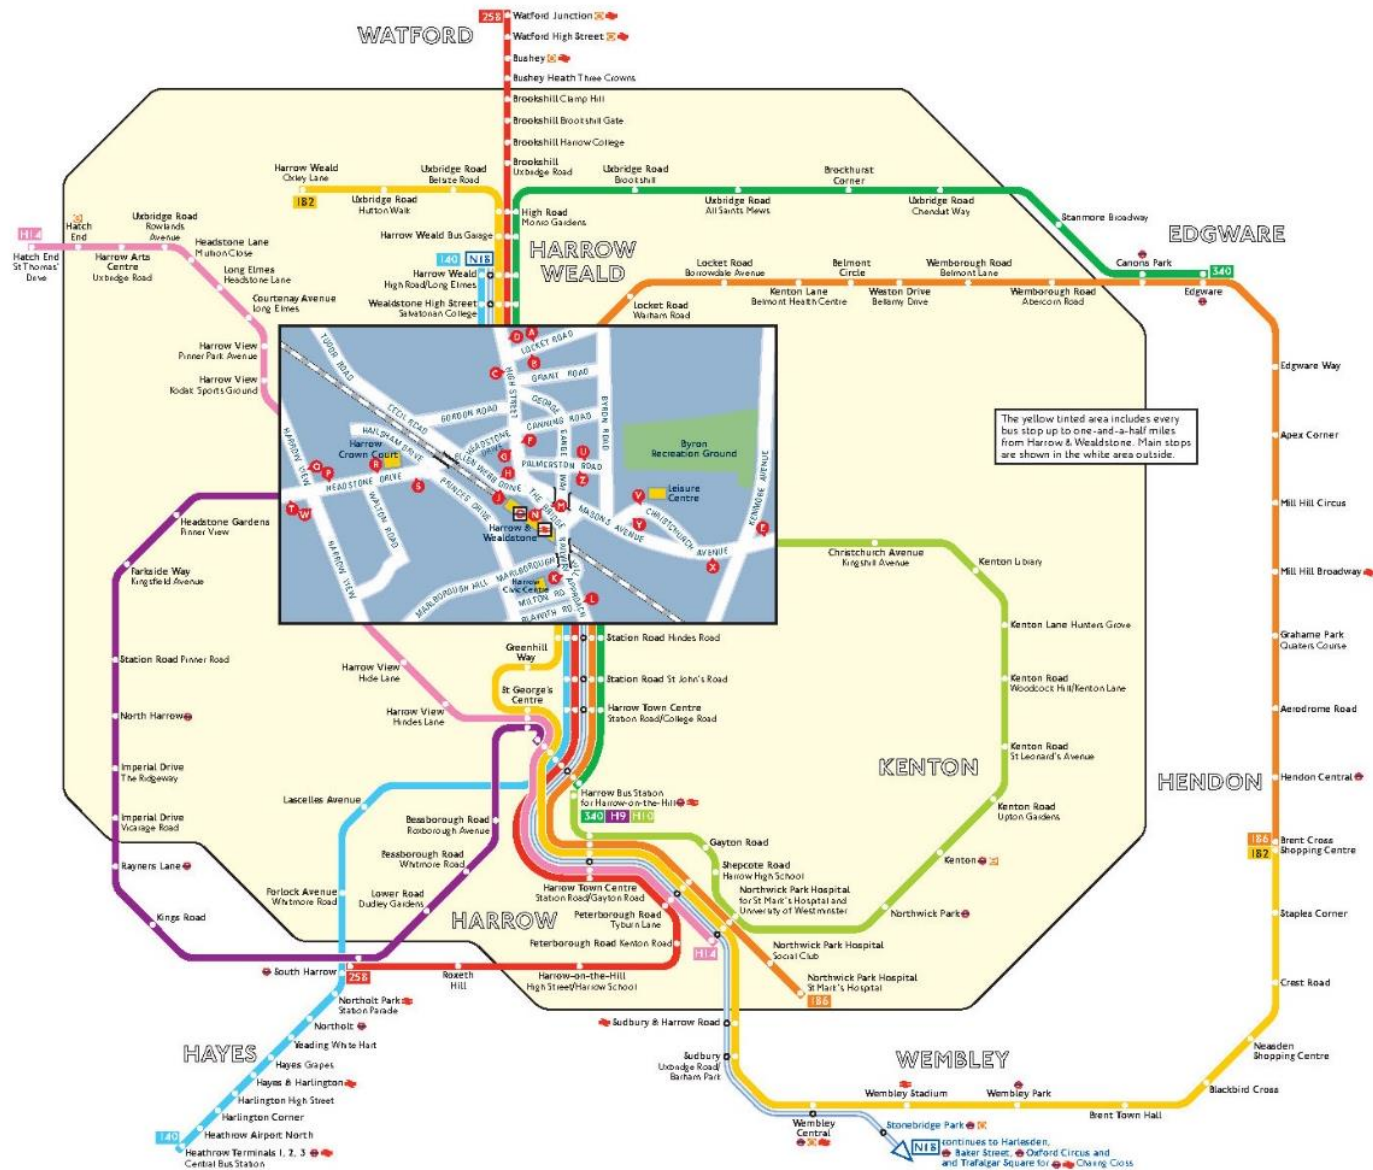 WATFORD
258
Watford Junction
Watford High Street
Bushey
Bushey Heath Three Crowns
Brookshill Clamp Hill
Brookshill Brookshill Gate
Brookshill Harrow College
Brookshill
Uxbridge Road
Harrow Weald
Oxley Lane
182
Uxbridge Road
Hutton Walk
Uxbridge Road
Bellfield Road
Uxbridge Road
Brookshill
Uxbridge Road
All Saints Mews
Brockhurst
Corner
Uxbridge Road
Chenduit Way
Stanmore Broadway
EDGWARE
Canons Park
340
Edgware
High Road
Monro Gardens
Harrow Weald Bus Garage
HARROW
WEALD
140
N18
Harrow Weald
High Road/Long Elmes
Wealdstone High Street
Salvatorian College
H14
Hatch End
St Thomas'
Drive
Hatch
End
Harrow Arts
Centre
Uxbridge Road
Uxbridge Road
Rowlands
Avenue
Headstone Lane
Mutton Close
Long Elmes
Headstone Lane
Courtenay Avenue
Long Elmes
Harrow View
Pinner Park Avenue
Harrow View
Kodak Sports Ground
Locket Road
Warham Road
Locket Road
Borrowdale Avenue
Kenton Lane
Belmont Health Centre
Belmont
Circle
Weston Drive
Bellamy Drive
Wemborough Road
Belmont Lane
Wemborough Road
Abercorn Road
Edgware Way
Apex Corner
Mill Hill Circus
Mill Hill Broadway
Grahame Park
Quaters Course
Aerodrome Road
Hendon Central
HENDON
186
182
Brent Cross
Shopping Centre
Staples Corner
Crest Road
Neasden
Shopping Centre
Blackbird Cross
The yellow tinted area includes every
bus stop up to one-and-a-half miles
from Harrow & Wealdstone. Main stops
are shown in the white area outside.
TUDOR ROAD
CECIL ROAD
HIGH STREET
LOCKET ROAD
GRANT ROAD
GEORGE
GORDON ROAD
CANNING ROAD
HEADSTONE DRIVE
HAILSHAM DRIVE
ELLEN WEBB DRIVE
PALMERSTON ROAD
BYRON ROAD
THE BRIDGE
MASONS AVENUE
CHRISTCHURCH AVENUE
KENMORE AVENUE
HARROW VIEW
HEADSTONE DRIVE
WALTON ROAD
PRINCES DRIVE
HARROW VIEW
MARLBOROUGH HILL
MARLBOROUGH
MILTON RD
BLAWITH RD
RAILWAY APPROACH
Harrow
Crown Court
Byron
Recreation Ground
Leisure
Centre
Harrow &
Wealdstone
Harrow
Civic Centre
A
B
C
D
E
F
G
H
J
K
L
M
N
P
Q
R
S
T
U
V
W
X
Y
Z
Headstone Gardens
Pinner View
Parkside Way
Kingsfield Avenue
Station Road Pinner Road
North Harrow
Imperial Drive
The Ridgeway
Imperial Drive
Vicarage Road
Rayners Lane
Kings Road
Christchurch Avenue
Kingshill Avenue
Kenton Library
Kenton Lane Hunters Grove
Kenton Road
Woodcock Hill/Kenton Lane
Kenton Road
St Leonard's Avenue
KENTON
Kenton Road
Upton Gardens
Kenton
Northwick Park
Greenhill
Way
St George's
Centre
Harrow View
Hide Lane
Harrow View
Hindes Lane
Station Road Hindes Road
Station Road St John's Road
Harrow Town Centre
Station Road/College Road
Harrow Bus Station
for Harrow-on-the-Hill
340
H9
H10
Lascelles Avenue
Bessborough Road
Roxborough Avenue
Bessborough Road
Whitmore Road
Lower Road
Dudley Gardens
Porlock Avenue
Whitmore Road
Gayton Road
Shepcote Road
Harrow High School
Northwick Park Hospital
for St Mark's Hospital and
University of Westminster
Harrow Town Centre
Station Road/Gayton Road
HARROW
Peterborough Road
Tyburn Lane
Peterborough Road Kenton Road
H14
Northwick Park Hospital
Social Club
Northwick Park Hospital
St Mark's Hospital
186
South Harrow
258
Roxeth
Hill
Harrow-on-the-Hill
High Street/Harrow School
Northolt Park
Station Parade
Northolt
Yeading White Hart
HAYES
Hayes Grapes
Hayes & Harlington
Harlington High Street
Harlington Corner
140
Heathrow Airport North
Heathrow Terminals 1, 2, 3
Central Bus Station
Sudbury & Harrow Road
Sudbury
Uxbridge Road/
Barham Park
WEMBLEY
Wembley
Central
Wembley Stadium
Wembley Park
Brent Town Hall
Stonebridge Park
N18
continues to Harlesden,
Baker Street, Oxford Circus and
and Trafalgar Square for Charing Cross